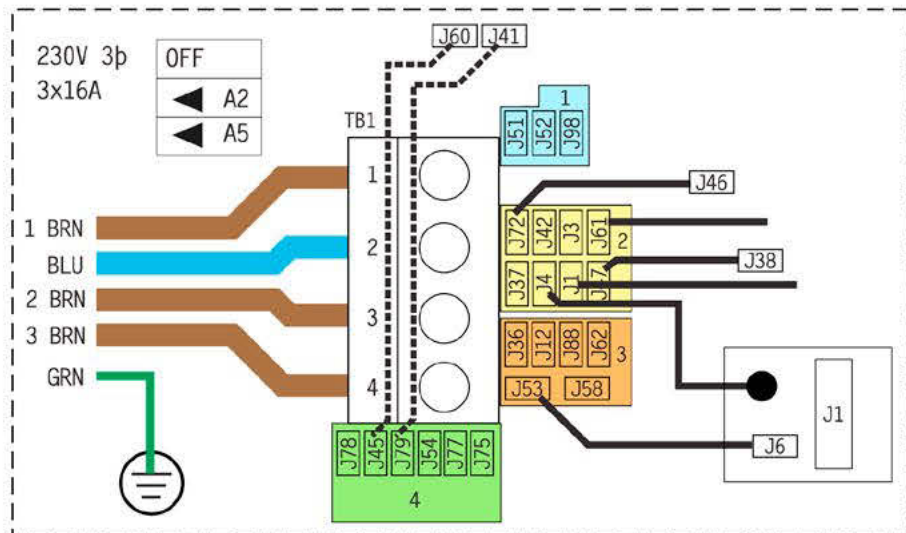 230V 3þ
3x16A
OFF
A2
A5
J60
J41
TB1
1
J51
J52
J98
1
2
3
4
1 BRN
BLU
2 BRN
3 BRN
GRN
J46
J72
J42
J3
J61
2
J37
J4
J1
J38
J36
J12
J88
J62
3
J53
J58
J1
J6
J78
J45
J79
J54
J77
J75
4